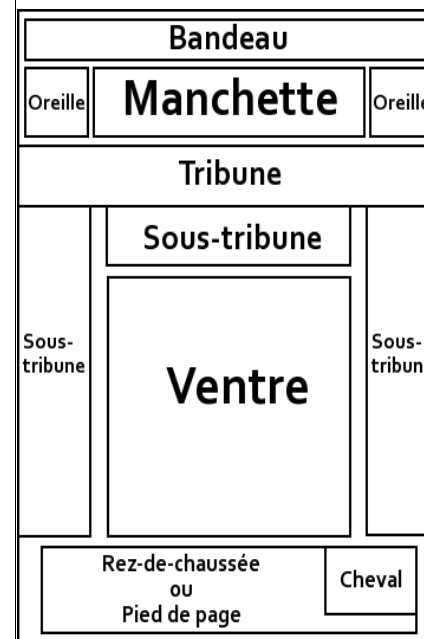 Bandeau
Oreille
Manchette
Oreille
Tribune
Sous-tribune
Sous-
tribune
Ventre
Sous-
tribun
Rez-de-chaussée
ou
Pied de page
Cheval